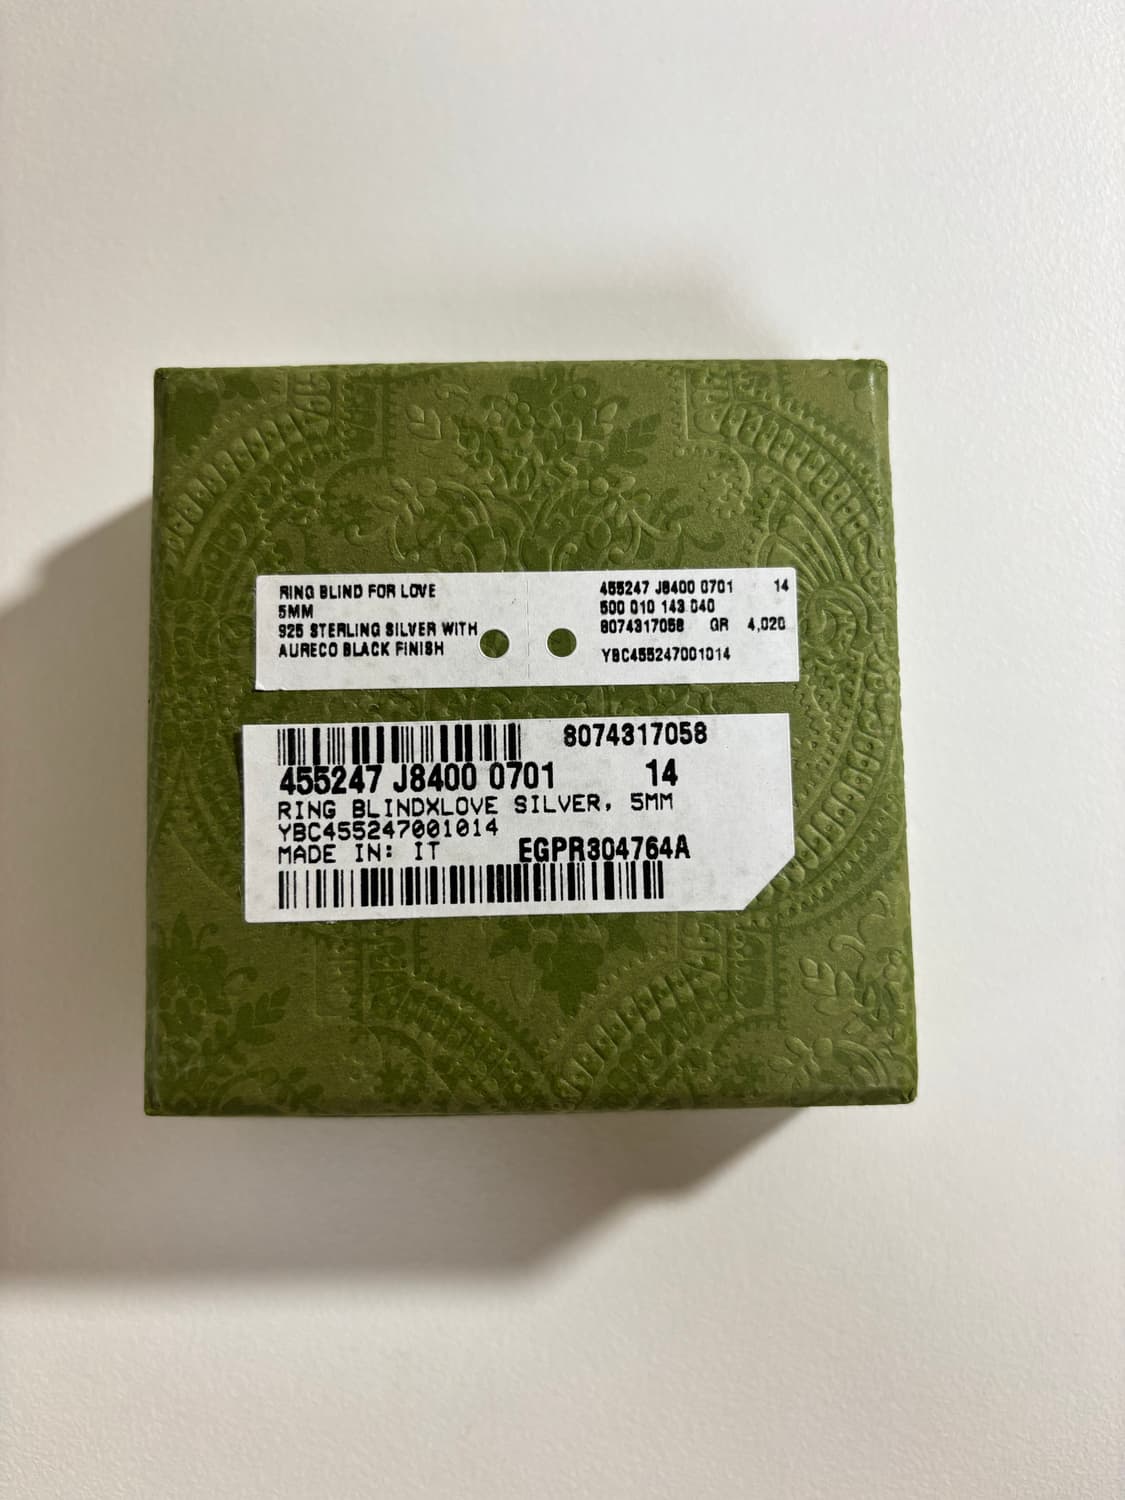 RING BLIND FOR LOVE
5MM
925 STERLING SILVER WITH
AURECO BLACK FINISH
455247 J8400 0701 14
500 010 143 040
8074317058 GR 4,020
YBC455247001014
8074317058
455247 J8400 0701 14
RING BLINDXLOVE SILVER, 5MM
YBC455247001014
MADE IN: IT EGPR304764A